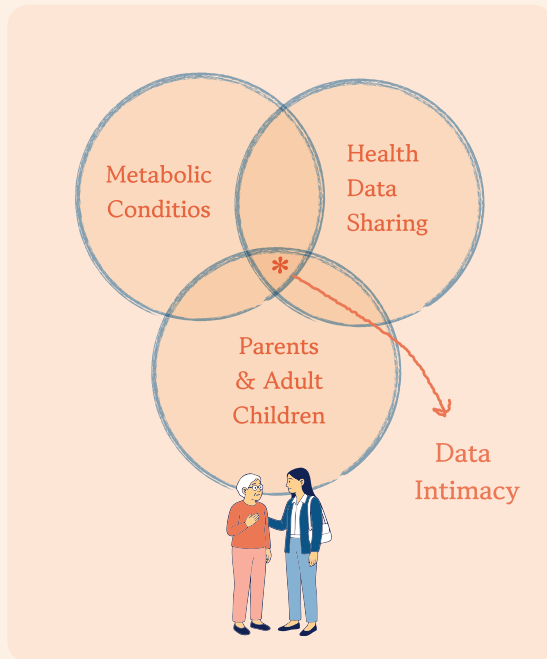 Metabolic
Conditios
Health
Data
Sharing
*
Parents
& Adult
Children
Data
Intimacy